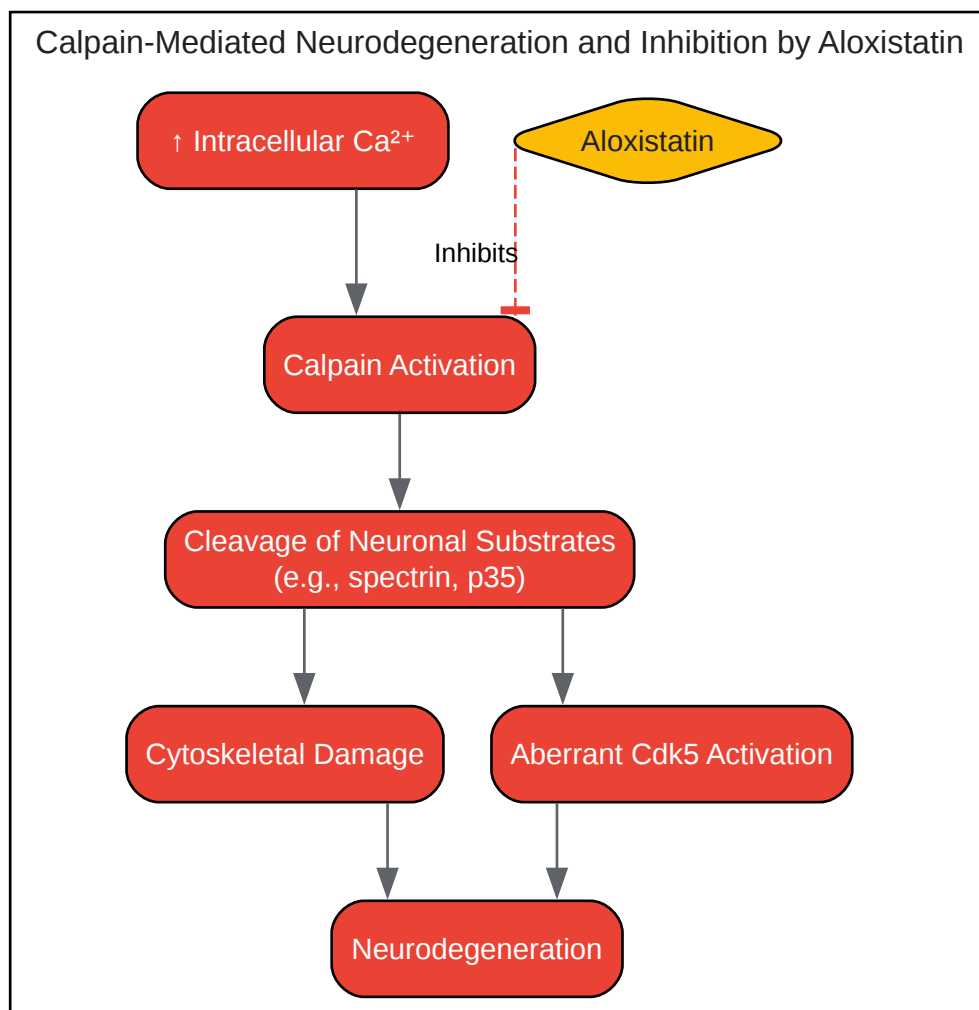 Calpain-Mediated Neurodegeneration and Inhibition by Aloxistatin
↑ Intracellular Ca²⁺
Aloxistatin
Inhibits
Calpain Activation
Cleavage of Neuronal Substrates
(e.g., spectrin, p35)
Cytoskeletal Damage
Aberrant Cdk5 Activation
Neurodegeneration